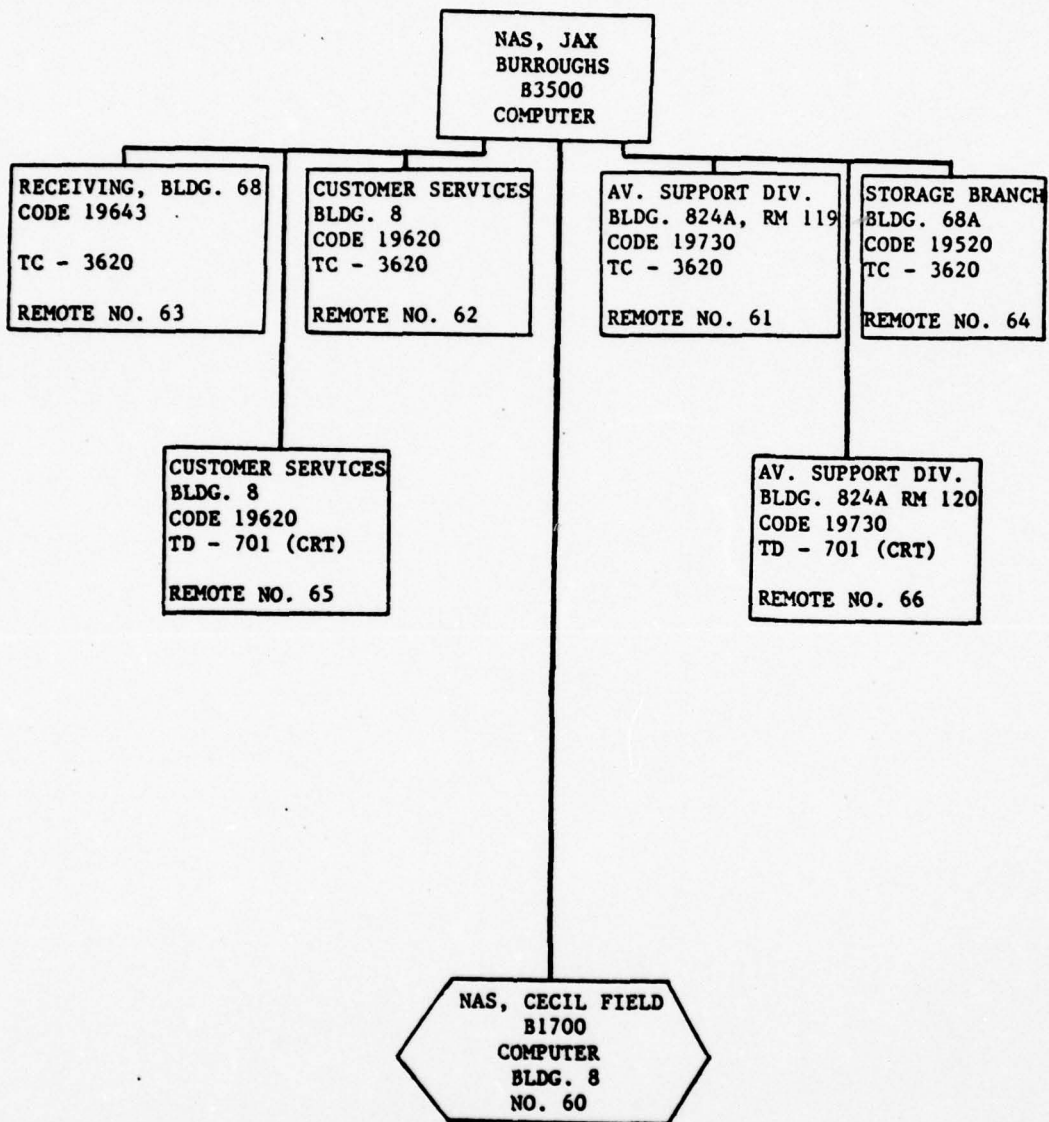 NAS, JAX
BURROUGHS
B3500
COMPUTER
RECEIVING, BLDG. 68
CODE 19643
TC - 3620
REMOTE NO. 63
CUSTOMER SERVICES
BLDG. 8
CODE 19620
TC - 3620
REMOTE NO. 62
AV. SUPPORT DIV.
BLDG. 824A, RM 119
CODE 19730
TC - 3620
REMOTE NO. 61
STORAGE BRANCH
BLDG. 68A
CODE 19520
TC - 3620
REMOTE NO. 64
CUSTOMER SERVICES
BLDG. 8
CODE 19620
TD - 701 (CRT)
REMOTE NO. 65
AV. SUPPORT DIV.
BLDG. 824A RM 120
CODE 19730
TD - 701 (CRT)
REMOTE NO. 66
NAS, CECIL FIELD
B1700
COMPUTER
BLDG. 8
NO. 60